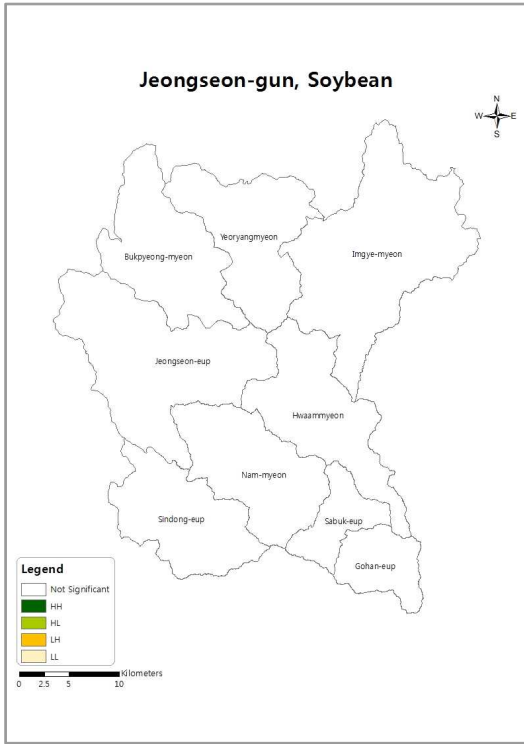 Jeongseon-gun, Soybean
N
W E
S
Yeoryangmyeon
Bukpyeong-myeon
Imgye-myeon
Jeongseon-eup
Hwaammyeon
Nam-myeon
Sindong-eup
Sabuk-eup
Gohan-eup
Legend
Not Significant
HH
HL
LH
LL
Kilometers
0 2.5 5 10